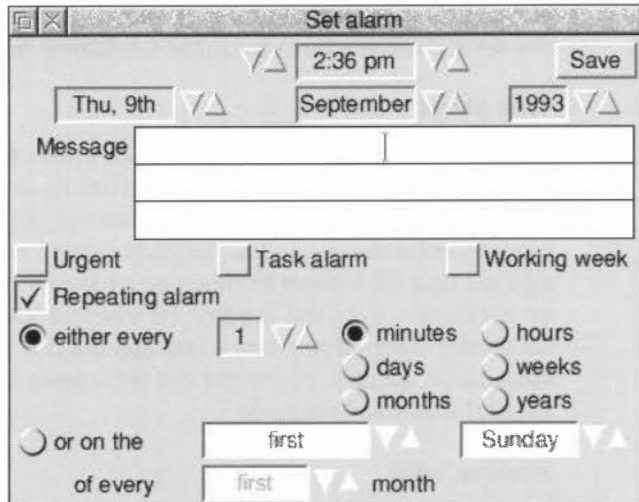 Set alarm
2:36 pm Save
Thu, 9th September 1993
Message
Urgent Task alarm Working week
Repeating alarm
either every 1 minutes hours
days weeks
months years
or on the first Sunday
of every first month